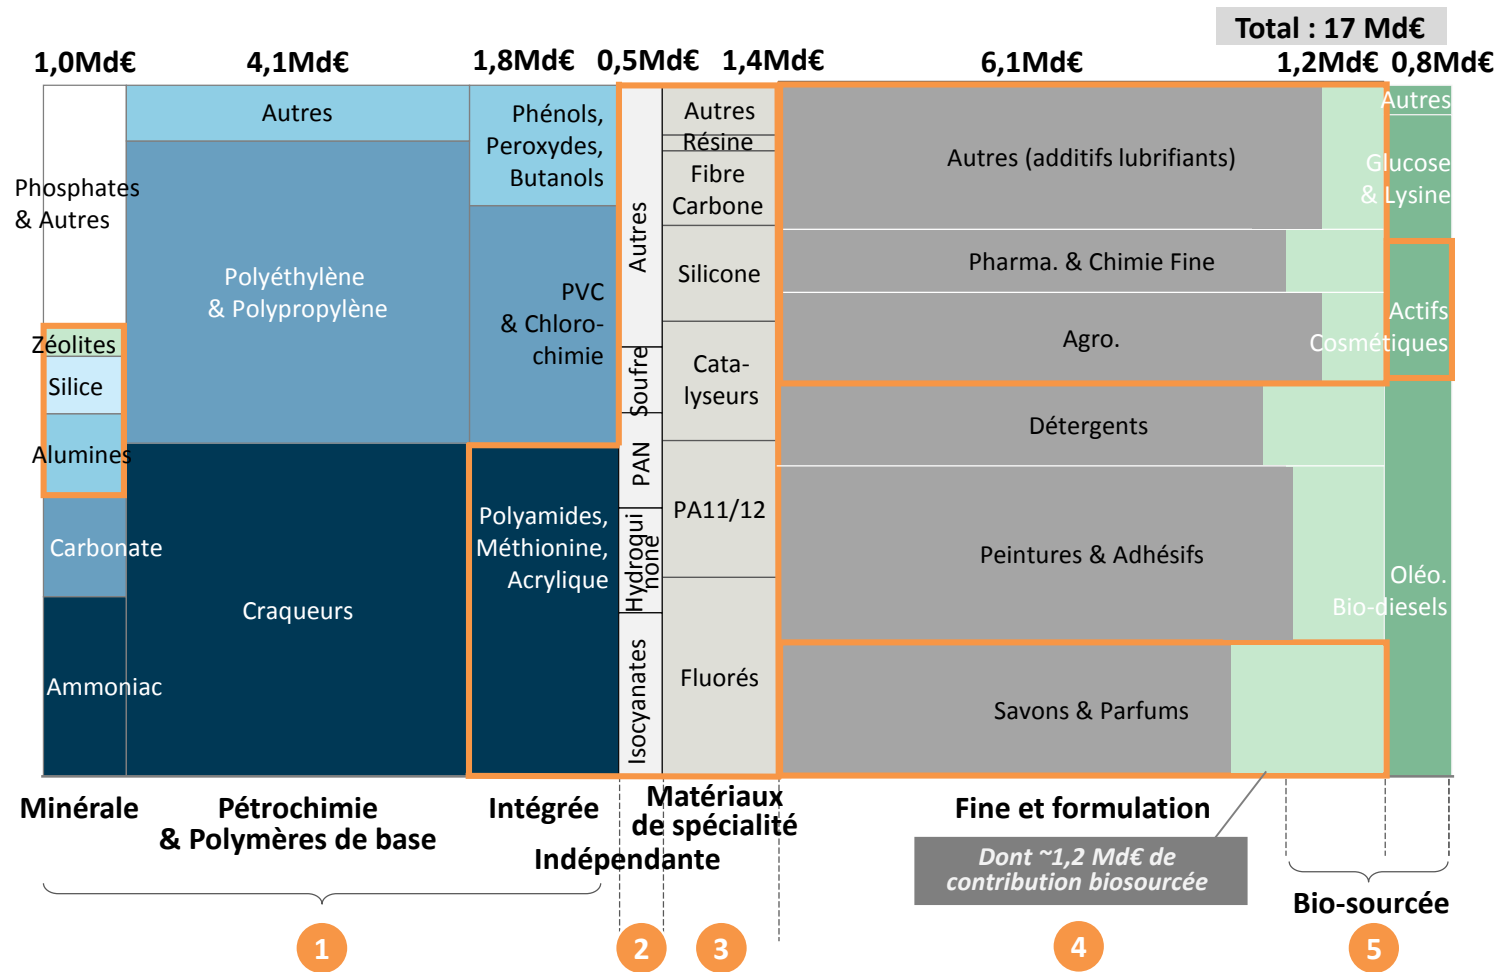 Total : 17 Md€
1,0Md€
4,1Md€
1,8Md€
0,5Md€
1,4Md€
6,1Md€
1,2Md€
0,8Md€
Phosphates
& Autres
Zéolites
Silice
Alumines
Carbonate
Ammoniac
Autres
Polyéthylène
& Polypropylène
Craqueurs
Phénols,
Peroxydes,
Butanols
PVC
& Chloro-
chimie
Polyamides,
Méthionine,
Acrylique
Autres
Soufre
PAN
Hydroqui
none
Isocyanates
Autres
Résine
Fibre
Carbone
Silicone
Cata-
lyseurs
PA11/12
Fluorés
Autres (additifs lubrifiants)
Pharma. & Chimie Fine
Agro.
Détergents
Peintures & Adhésifs
Savons & Parfums
Autres
Glucose
& Lysine
Actifs
Cosmétiques
Oléo.
Bio-diesels
Minérale
Pétrochimie
& Polymères de base
Intégrée
Indépendante
Matériaux
de spécialité
Fine et formulation
Dont ~1,2 Md€ de
contribution biosourcée
Bio-sourcée
1
2
3
4
5